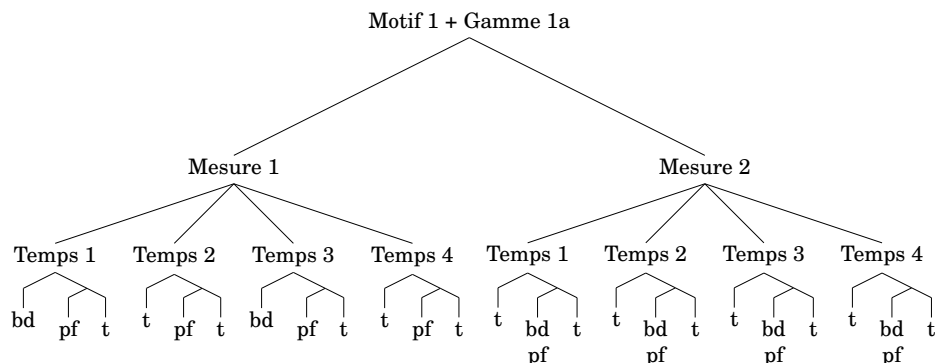 Motif 1 + Gamme 1a
Mesure 1 Mesure 2
Temps 1 Temps 2 Temps 3 Temps 4 Temps 1 Temps 2 Temps 3 Temps 4
bd pf t t pf t bd pf t t pf t t bd t t bd t t bd t t bd t
pf pf pf pf